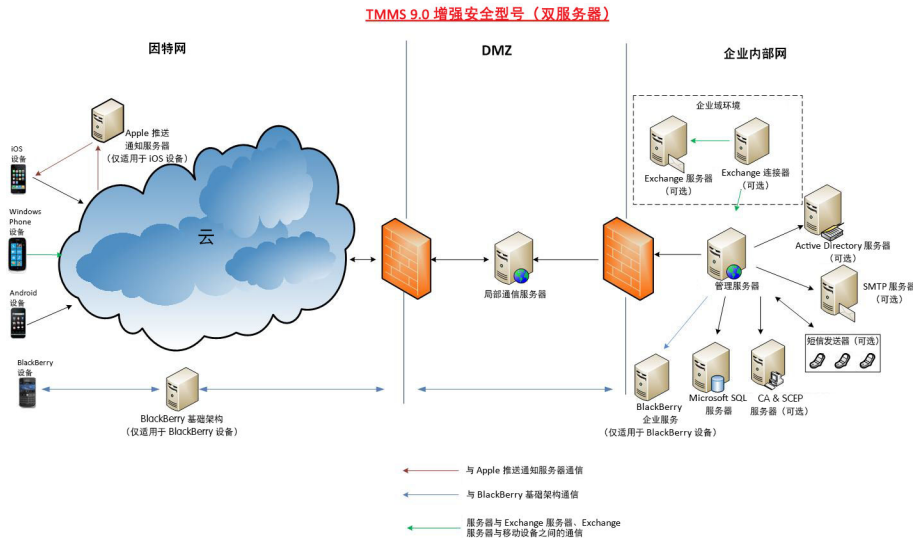 TMMS 9.0 增强安全型号（双服务器）
因特网
DMZ
企业内部网
企业域环境
Apple 推送
通知服务器
（仅适用于 iOS 设备）
iOS
设备
Exchange 服务器
（可选）
Exchange 连接器
（可选）
Windows
Phone
设备
云
Active Directory 服务器
（可选）
局部通信服务器
管理服务器
Android
设备
SMTP 服务器
（可选）
短信发送器（可选）
BlackBerry
设备
BlackBerry 基础架构
（仅适用于 BlackBerry 设备）
BlackBerry
企业服务
（仅适用于 BlackBerry 设备）
Microsoft SQL
服务器
CA & SCEP
服务器（可选）
与 Apple 推送通知服务器通信
与 BlackBerry 基础架构通信
服务器与 Exchange 服务器、Exchange
服务器与移动设备之间的通信